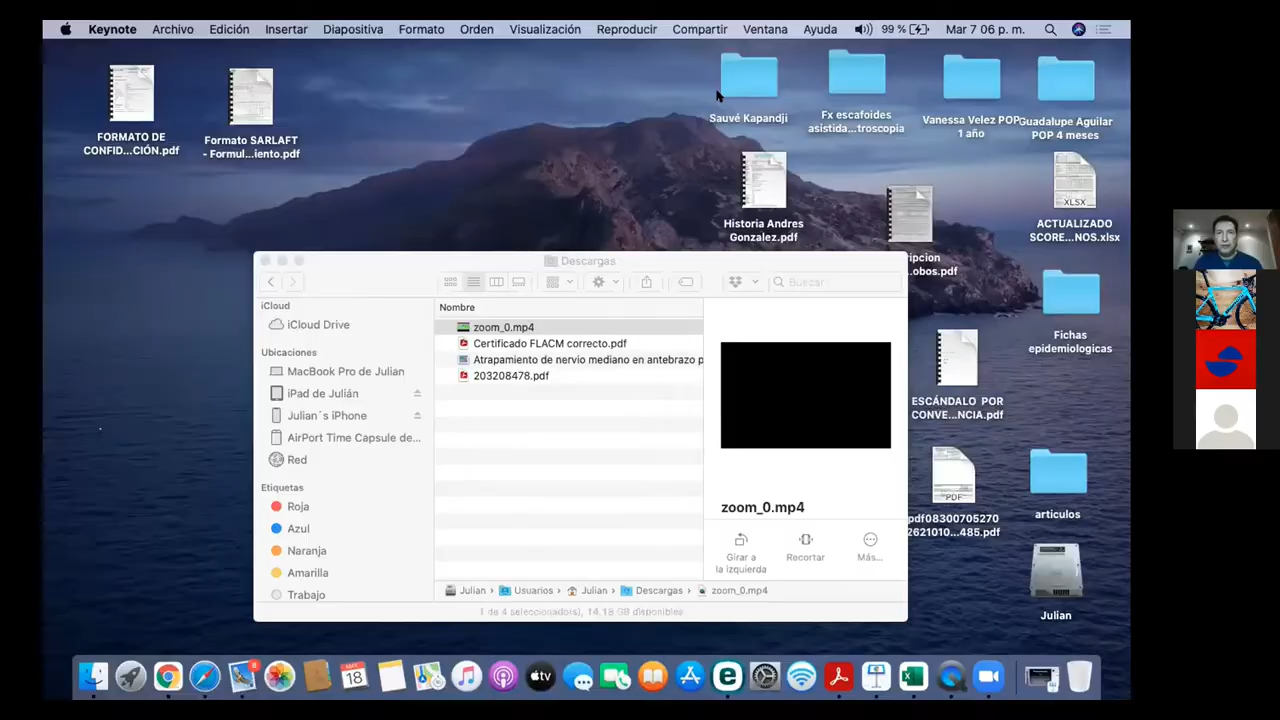 Keynote Archivo Edición Insertar Diapositiva Formato Orden Visualización Reproducir Compartir Ventana Ayuda 99 % Mar 7 06 p. m.
FORMATO DE
CONFID...CIÓN.pdf
Formato SARLAFT
- Formul...iento.pdf
Sauvé Kapandji
Fx escafoides
asistida...troscopia
Vanessa Velez POP
1 año
Guadalupe Aguilar
POP 4 meses
Historia Andres
Gonzalez.pdf
ripcion
.obos.pdf
XLSX
ACTUALIZADO
SCORE...NOS.xlsx
Fichas
epidemiologicas
ESCÁNDALO POR
CONVE...NCIA.pdf
PDF
pdf08300705270
2621010...485.pdf
articulos
Julian
Descargas
Buscar
iCloud
iCloud Drive
Ubicaciones
MacBook Pro de Julian
iPad de Julián
Julian´s iPhone
AirPort Time Capsule de...
Red
Etiquetas
Roja
Azul
Naranja
Amarilla
Trabajo
Nombre
zoom_0.mp4
Certificado FLACM correcto.pdf
Atrapamiento de nervio mediano en antebrazo p
203208478.pdf
zoom_0.mp4
Girar a
la izquierda
Recortar
Más...
Julian › Usuarios › Julian › Descargas › zoom_0.mp4
1 de 4 seleccionado(s), 14.18 GB disponibles
8
MAY
18
tv